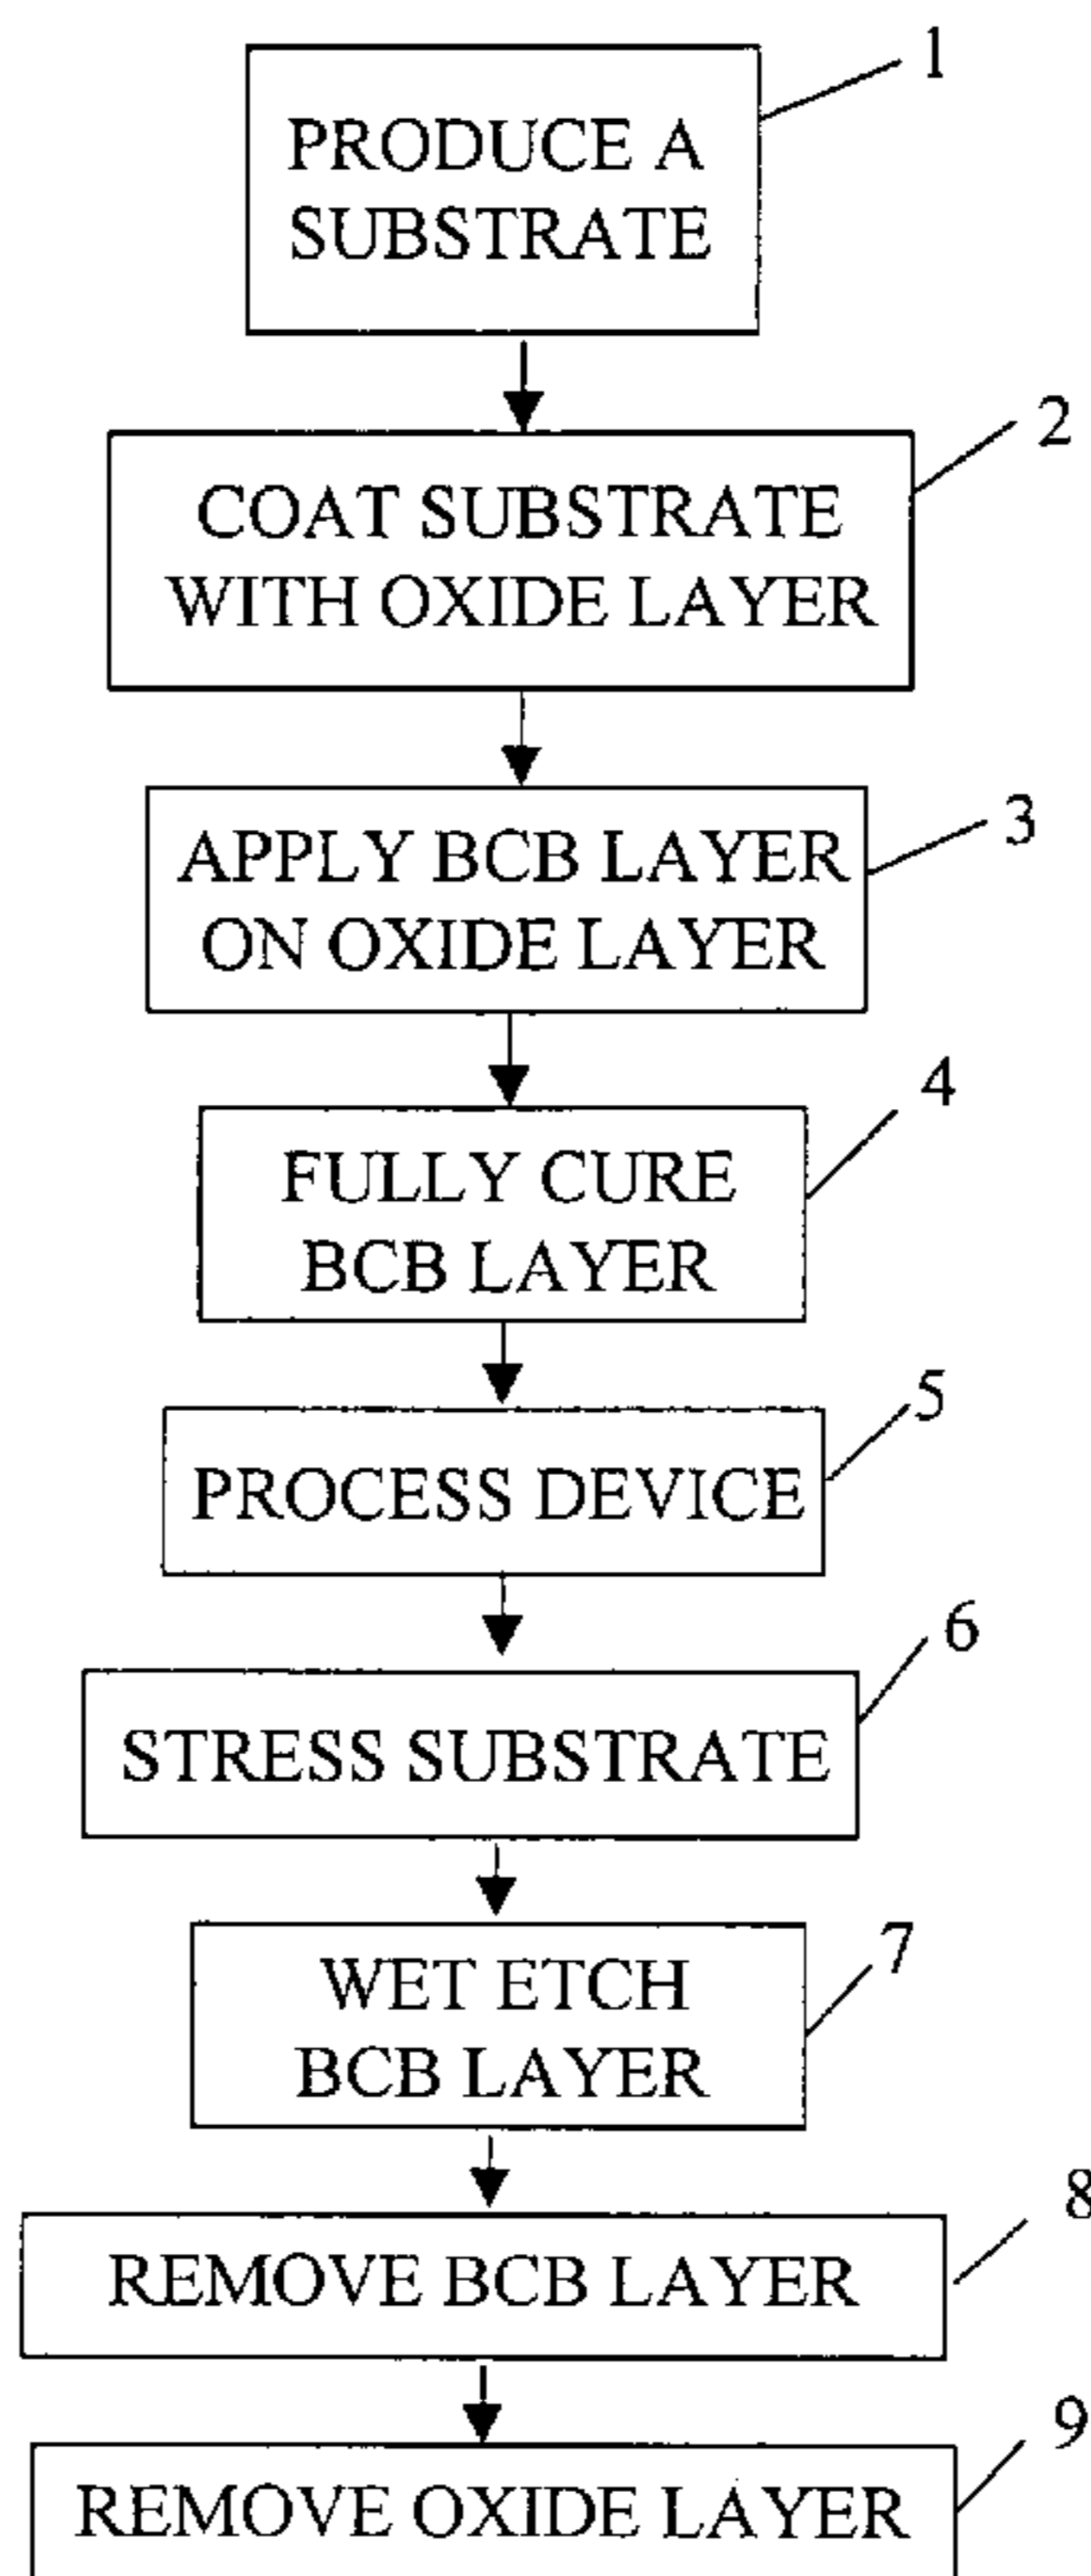 1
PRODUCE A
SUBSTRATE
2
COAT SUBSTRATE
WITH OXIDE LAYER
3
APPLY BCB LAYER
ON OXIDE LAYER
4
FULLY CURE
BCB LAYER
5
PROCESS DEVICE
6
STRESS SUBSTRATE
7
WET ETCH
BCB LAYER
8
REMOVE BCB LAYER
9
REMOVE OXIDE LAYER